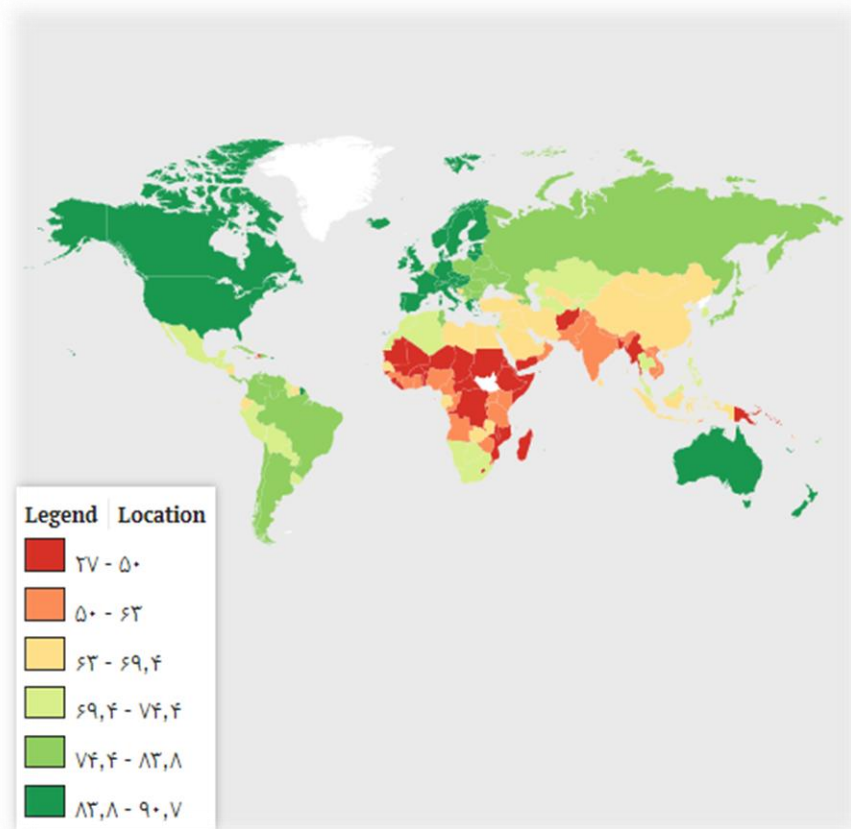 Legend Location
۲۷ - ۵۰
۵۰ - ۶۳
۶۳ - ۶۹,۴
۶۹,۴ - ۷۴,۴
۷۴,۴ - ۸۳,۸
۸۳,۸ - ۹۰,۷